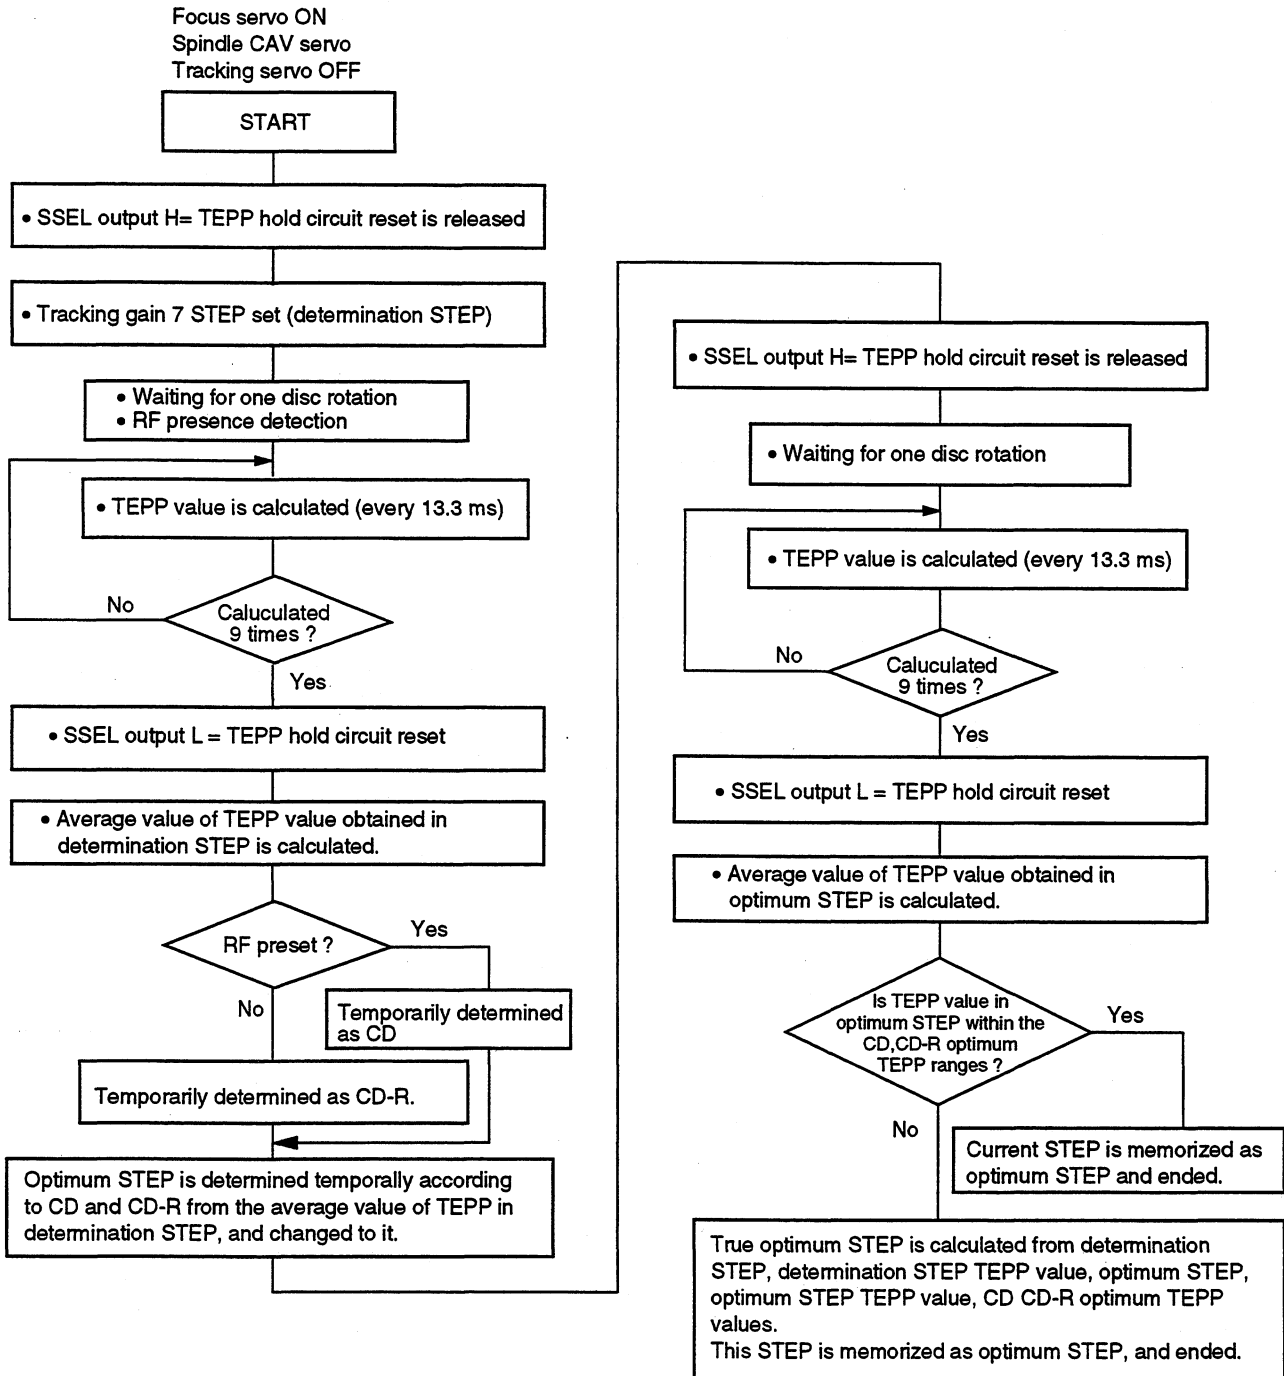 Focus servo ON
Spindle CAV servo
Tracking servo OFF
START
• SSEL output H= TEPP hold circuit reset is released
• Tracking gain 7 STEP set (determination STEP)
• Waiting for one disc rotation
• RF presence detection
• TEPP value is calculated (every 13.3 ms)
No
Caluculated
9 times ?
Yes
• SSEL output L = TEPP hold circuit reset
• Average value of TEPP value obtained in
determination STEP is calculated.
RF preset ?
Yes
No
Temporarily determined
as CD
Temporarily determined as CD-R.
Optimum STEP is determined temporally according
to CD and CD-R from the average value of TEPP in
determination STEP, and changed to it.
• SSEL output H= TEPP hold circuit reset is released
• Waiting for one disc rotation
• TEPP value is calculated (every 13.3 ms)
No
Caluculated
9 times ?
Yes
• SSEL output L = TEPP hold circuit reset
• Average value of TEPP value obtained in
optimum STEP is calculated.
Is TEPP value in
optimum STEP within the
CD,CD-R optimum
TEPP ranges ?
Yes
No
Current STEP is memorized as
optimum STEP and ended.
True optimum STEP is calculated from determination
STEP, determination STEP TEPP value, optimum STEP,
optimum STEP TEPP value, CD CD-R optimum TEPP
values.
This STEP is memorized as optimum STEP, and ended.